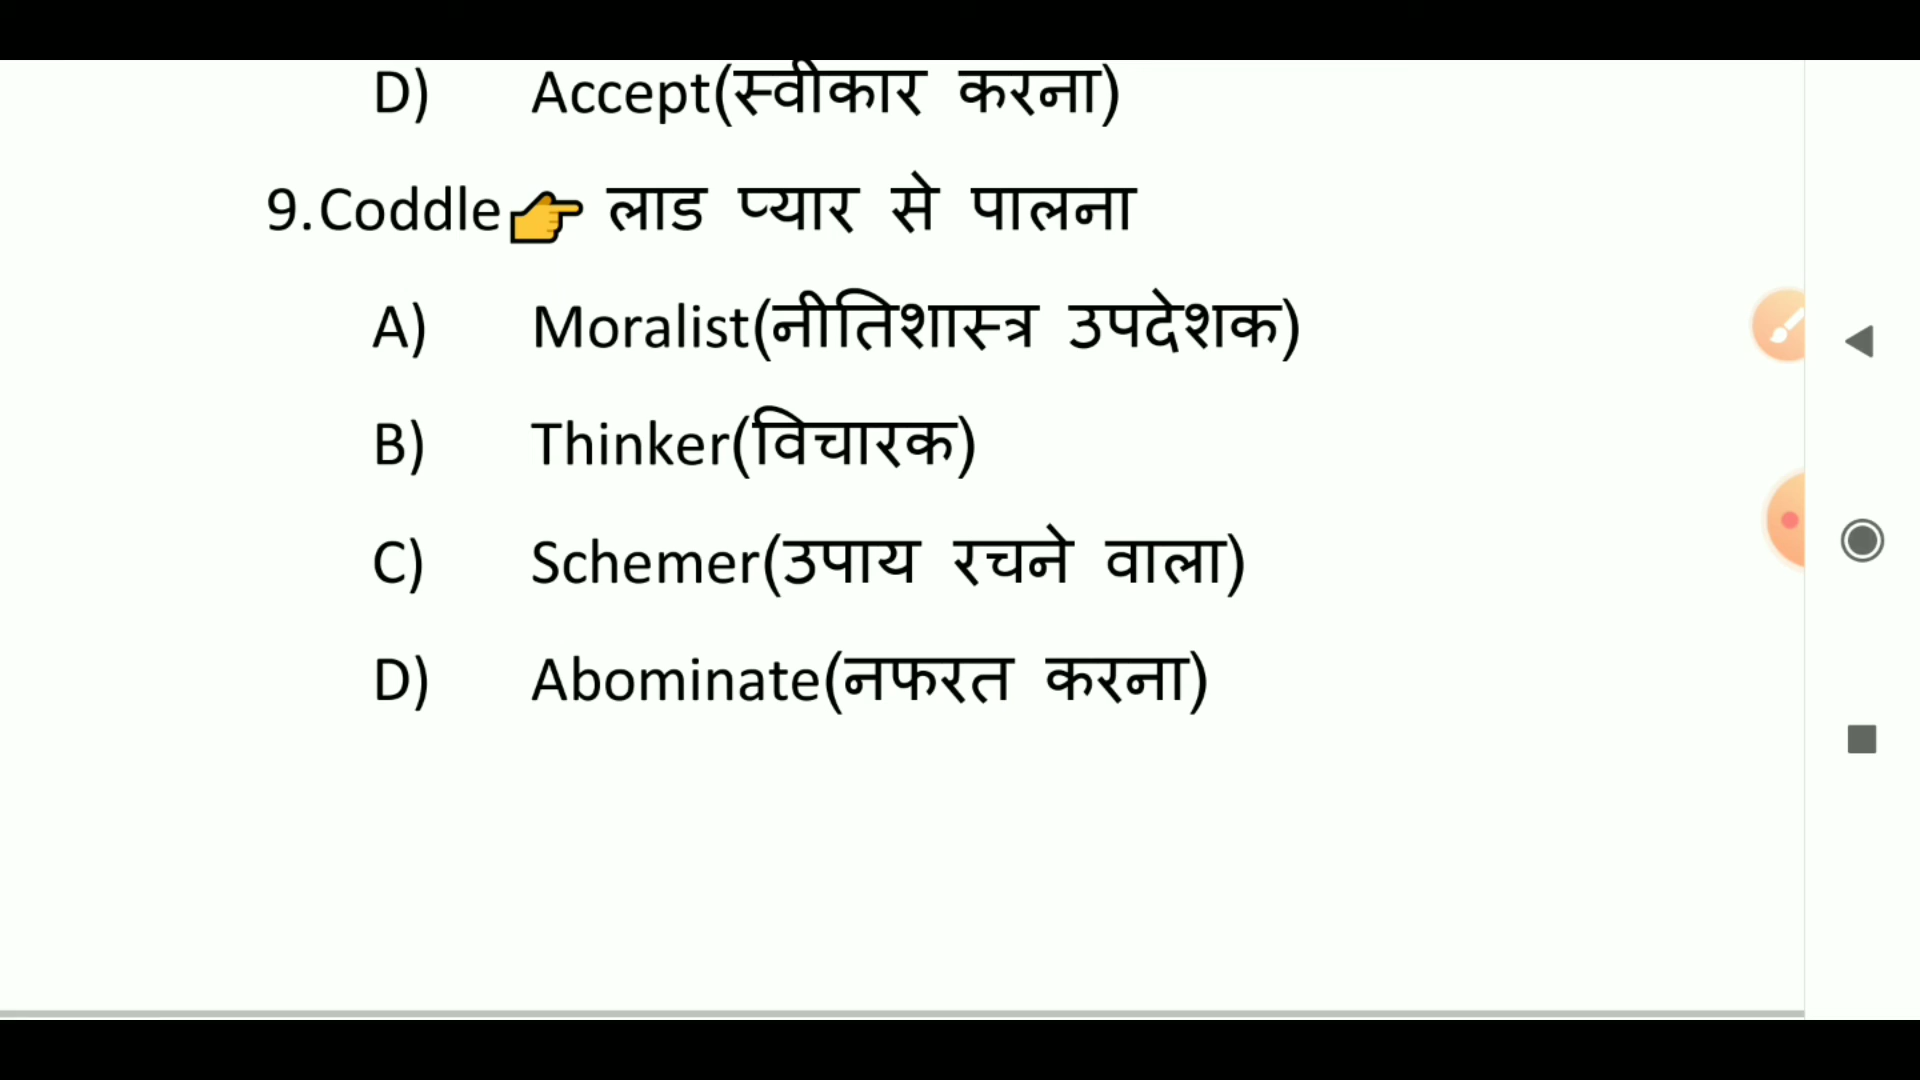 D) Accept(स्वीकार करना)
9.Coddle👉 लाड प्यार से पालना
A) Moralist(नीतिशास्त्र उपदेशक)
B) Thinker(विचारक)
C) Schemer(उपाय रचने वाला)
D) Abominate(नफरत करना)